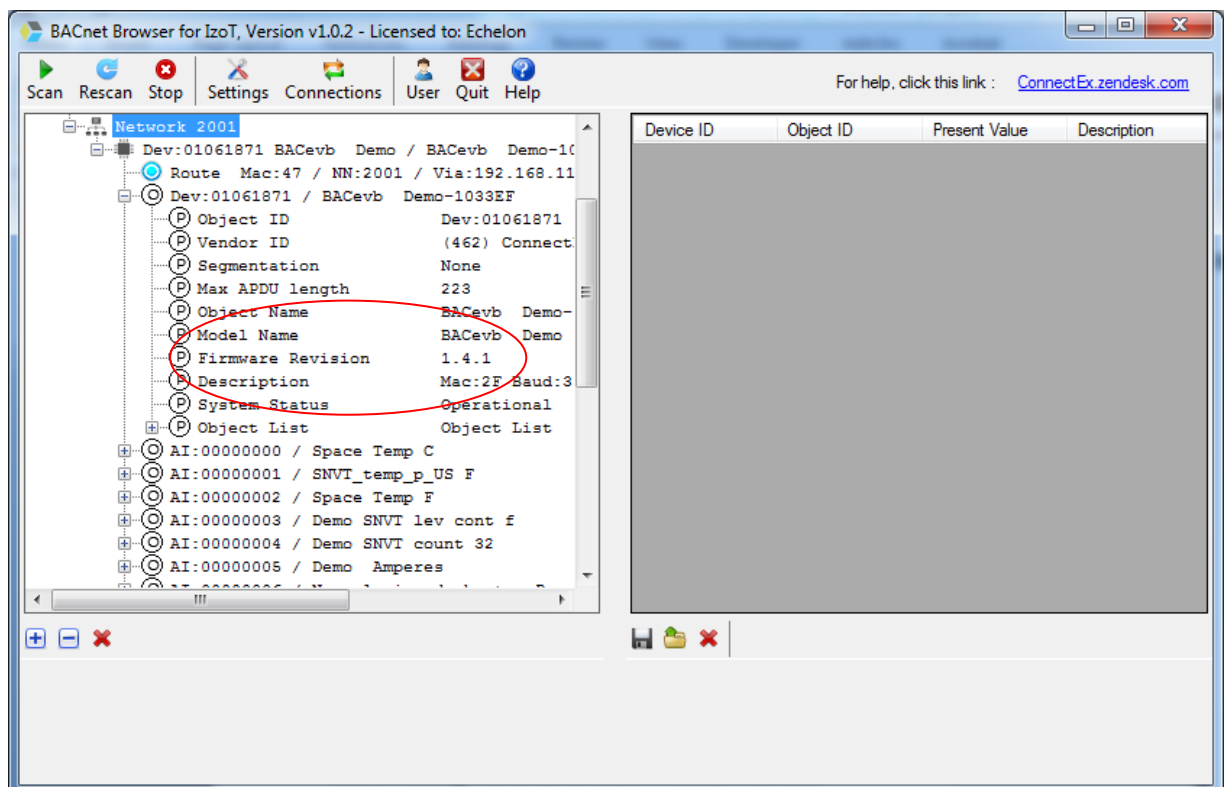 BACnet Browser for IzoT, Version v1.0.2 - Licensed to: Echelon
Scan Rescan Stop Settings Connections User Quit Help
For help, click this link : ConnectEx.zendesk.com
Network 2001
Dev:01061871 BACevb Demo / BACevb Demo-10
Route Mac:47 / NN:2001 / Via:192.168.11
Dev:01061871 / BACevb Demo-1033EF
P Object ID Dev:01061871
P Vendor ID (462) Connect
P Segmentation None
P Max APDU length 223
P Object Name BACevb Demo-
P Model Name BACevb Demo
P Firmware Revision 1.4.1
P Description Mac:2F Baud:3
P System Status Operational
P Object List Object List
O AI:00000000 / Space Temp C
O AI:00000001 / SNVT_temp_p_US F
O AI:00000002 / Space Temp F
O AI:00000003 / Demo SNVT lev cont f
O AI:00000004 / Demo SNVT count 32
O AI:00000005 / Demo Amperes
Device ID Object ID Present Value Description